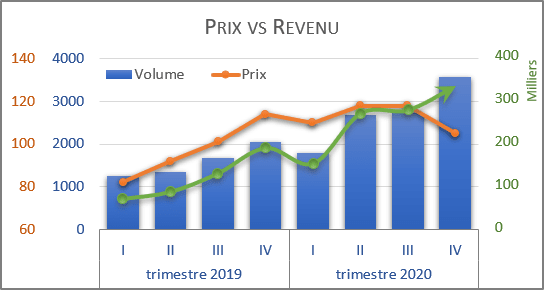 PRIX VS REVENU
140 4000 400
120 3000 300
100 2000 200
80 1000 100
60 0 0
Milliers
Volume Prix
I II III IV I II III IV
trimestre 2019 trimestre 2020